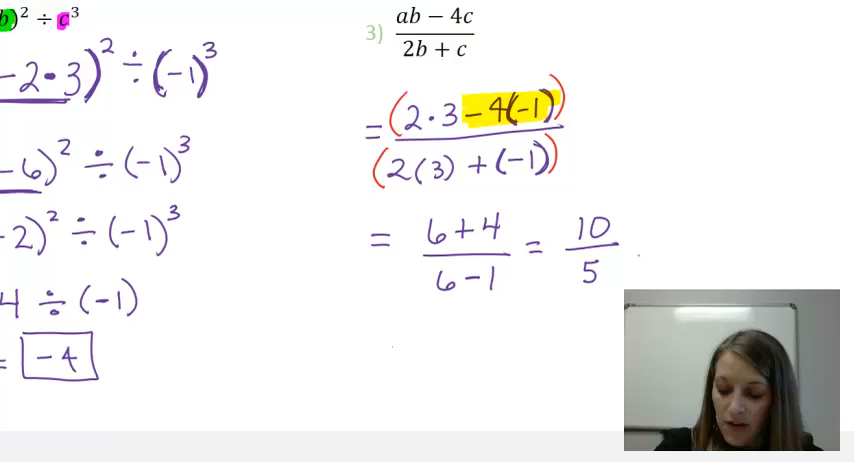 b)² ÷ c³
- 2 · 3)² ÷ (-1)³
- 6)² ÷ (-1)³
- 2)² ÷ (-1)³
4 ÷ (-1)
= -4
3) ab − 4c
2b + c
= (2 · 3 - 4(-1))
(2(3) + (-1))
= 6 + 4 = 10
6 - 1 5